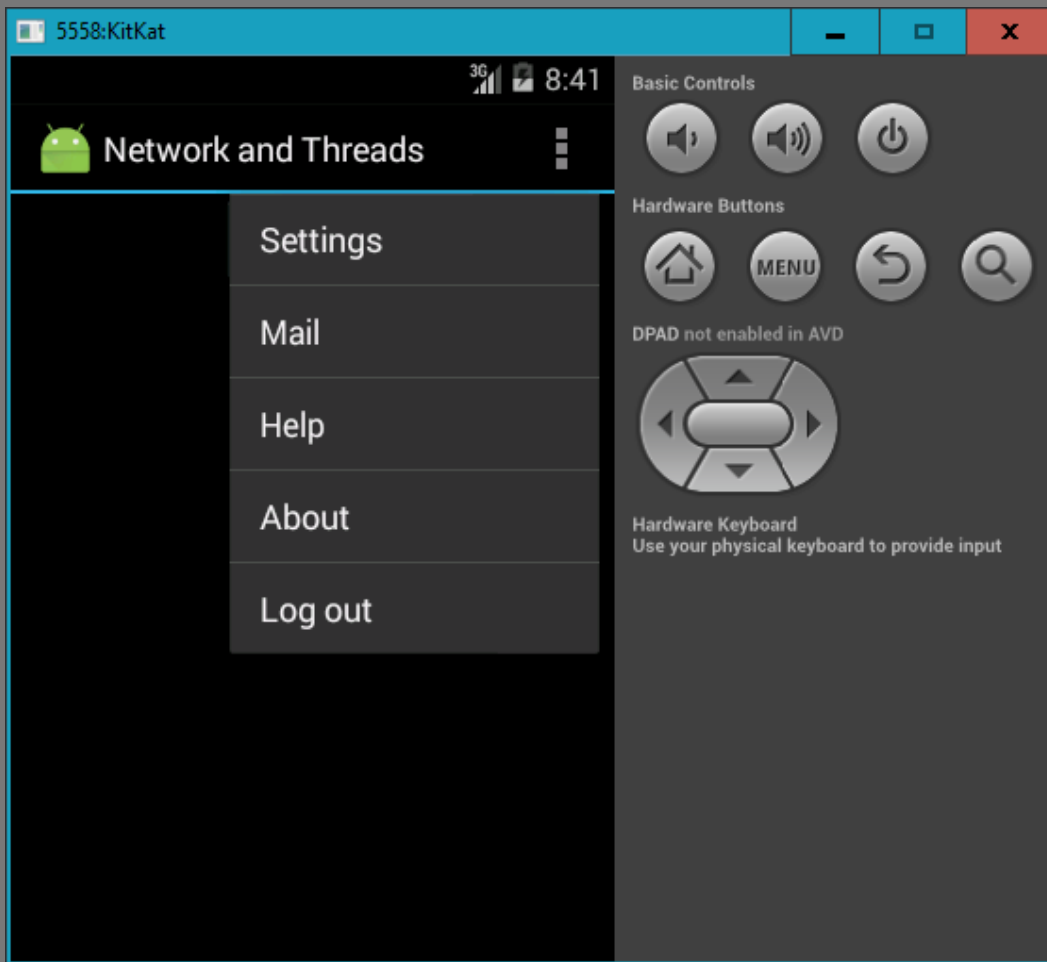 5558:KitKat
3G 8:41
Network and Threads
Settings
Mail
Help
About
Log out
Basic Controls
Hardware Buttons
MENU
DPAD not enabled in AVD
Hardware Keyboard
Use your physical keyboard to provide input